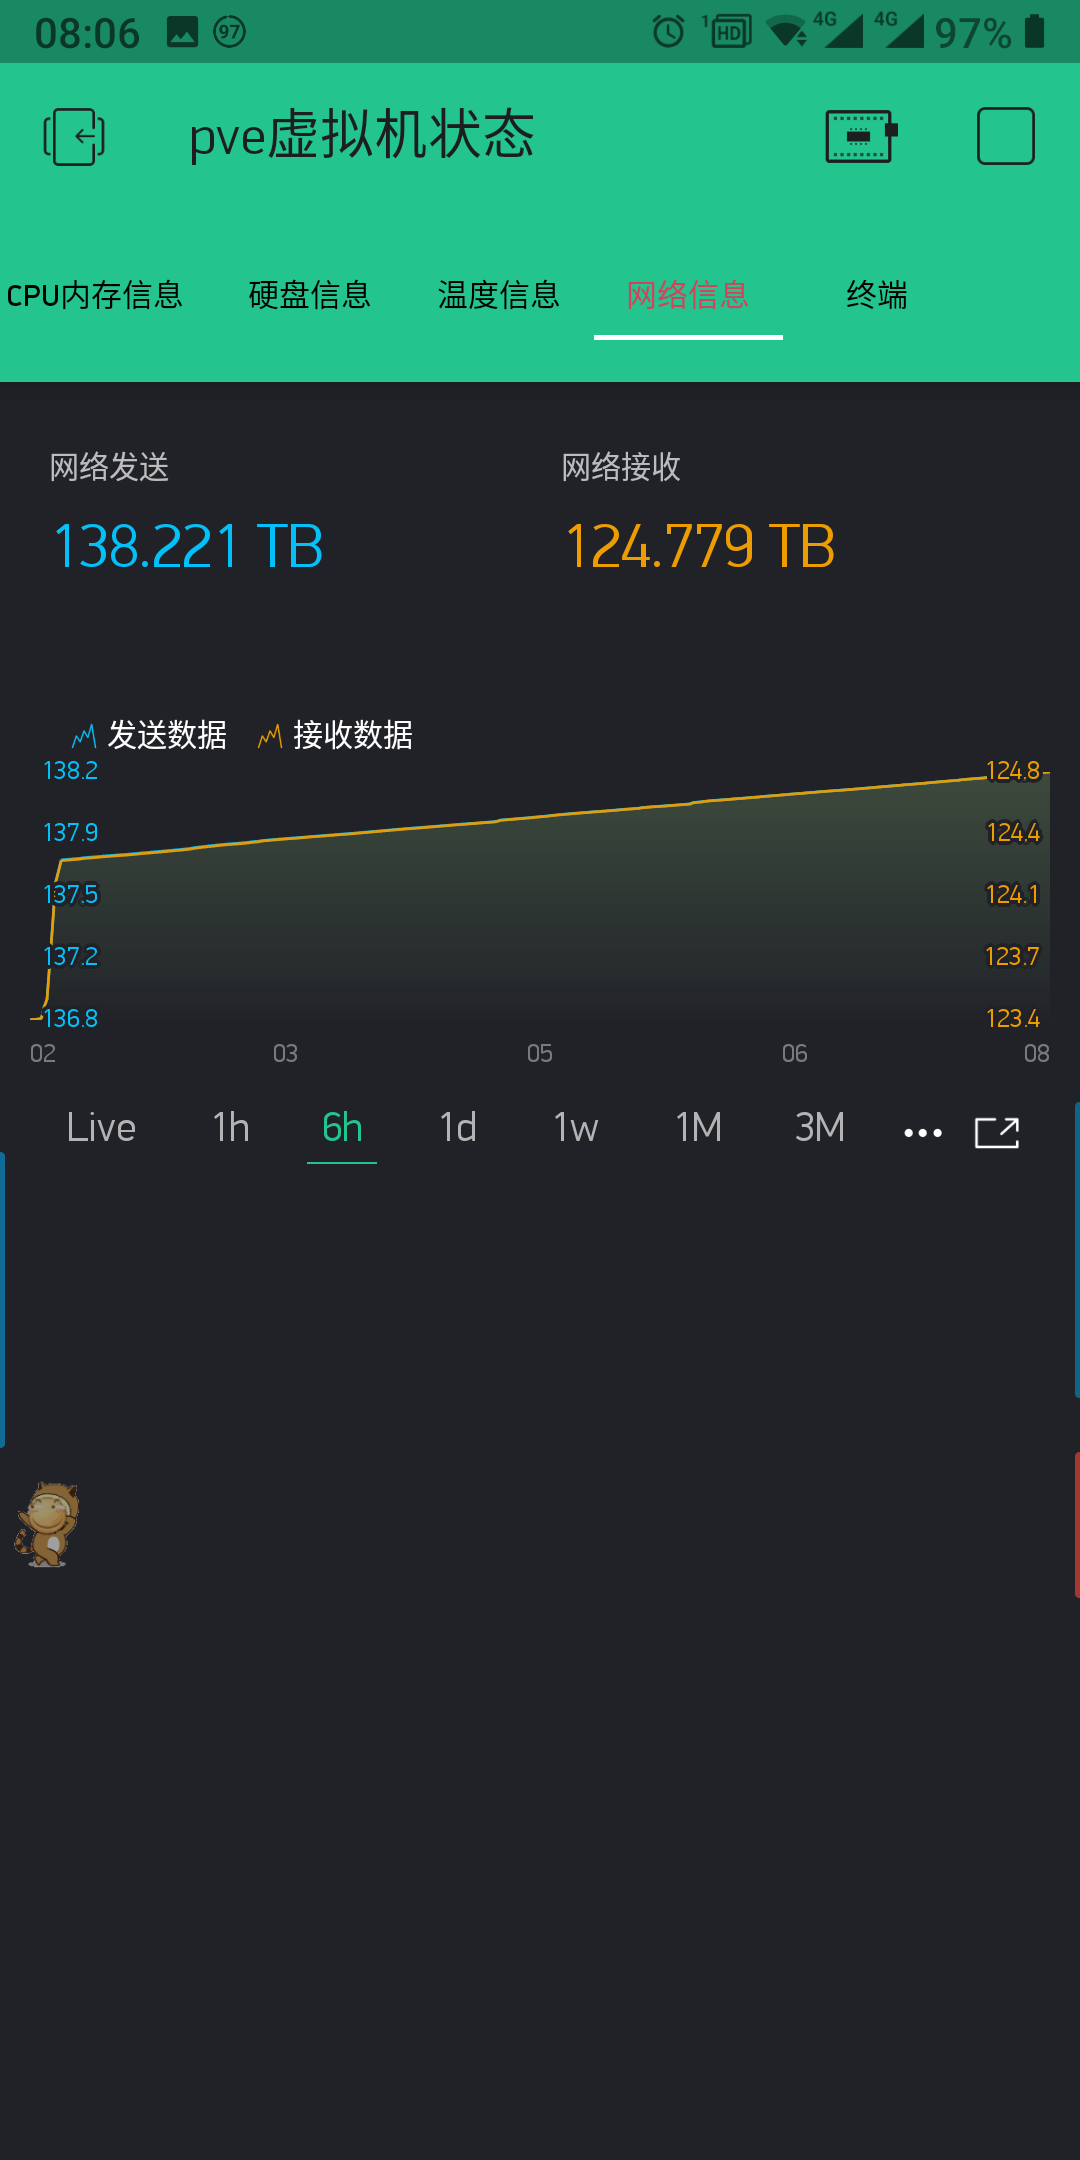 08:06 97 1 HD 4G 4G 97%
pve虚拟机状态
CPU内存信息 硬盘信息 温度信息 网络信息 终端
网络发送 网络接收
138.221 TB 124.779 TB
发送数据 接收数据
138.2 124.8
137.9 124.4
137.5 124.1
137.2 123.7
136.8 123.4
02 03 05 06 08
Live 1h 6h 1d 1w 1M 3M